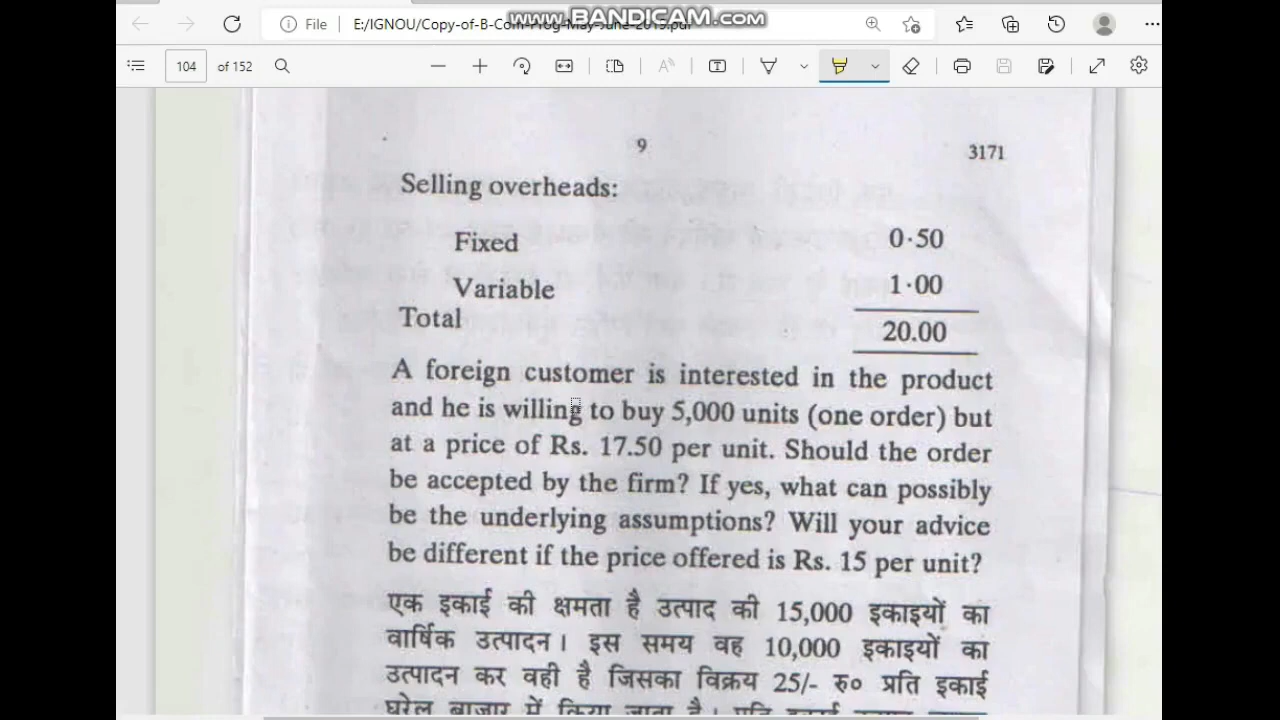 www.BANDICAM.com
File E:/IGNOU/Copy-of-B-Com-Prog-May-June-2019.pdf
104 of 152
9 3171
Selling overheads:
Fixed 0·50
Variable 1·00
Total 20.00
A foreign customer is interested in the product
and he is willing to buy 5,000 units (one order) but
at a price of Rs. 17.50 per unit. Should the order
be accepted by the firm? If yes, what can possibly
be the underlying assumptions? Will your advice
be different if the price offered is Rs. 15 per unit?
एक इकाई की क्षमता है उत्पाद की 15,000 इकाइयों का
वार्षिक उत्पादन। इस समय वह 10,000 इकाइयों का
उत्पादन कर वही है जिसका विक्रय 25/- रु० प्रति इकाई
घरेलू बाजार में किया जाता है। प्रति इकाई